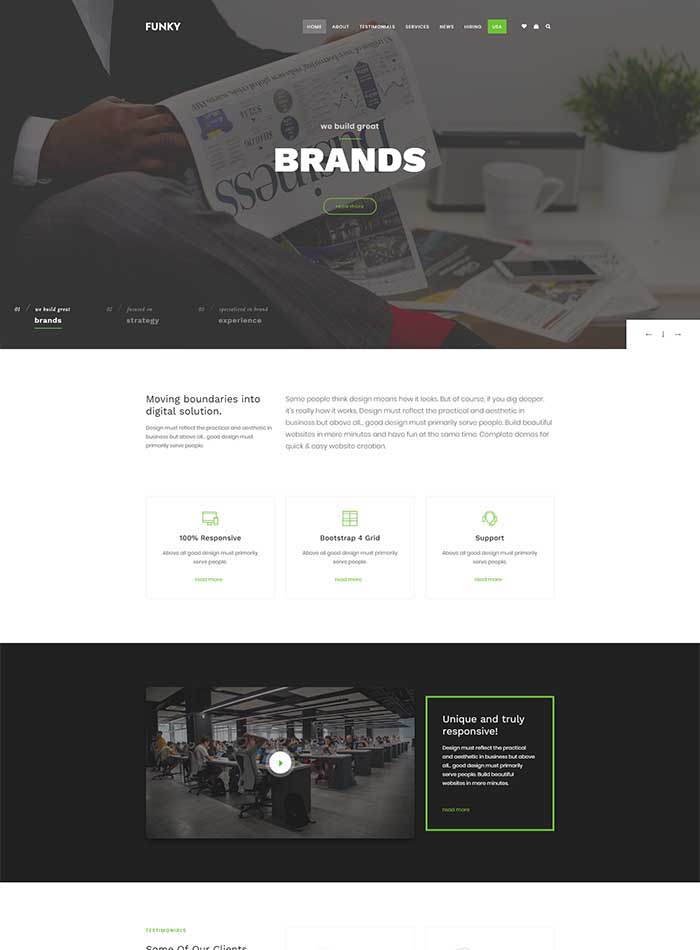 FUNKY
HOME ABOUT TESTIMONIALS SERVICES NEWS HIRING USA
Business
we build great
BRANDS
read more
01 / we build great
brands
02 / focused on
strategy
03 / specialized in brand
experience
Moving boundaries into
digital solution.
Design must reflect the practical and aesthetic in
business but above all... good design must
primarily serve people.
Some people think design means how it looks. But of course, if you dig deeper,
it's really how it works. Design must reflect the practical and aesthetic in
business but above all... good design must primarily serve people. Build beautiful
websites in mere minutes and have fun at the same time. Complete demos for
quick & easy website creation.
100% Responsive
Above all good design must primarily
serve people.
read more
Bootstrap 4 Grid
Above all good design must primarily
serve people.
read more
Support
Above all good design must primarily
serve people.
read more
Unique and truly
responsive!
Design must reflect the practical
and aesthetic in business but above
all... good design must primarily
serve people. Build beautiful
websites in mere minutes.
read more
TESTIMONIALS
Some Of Our Clients